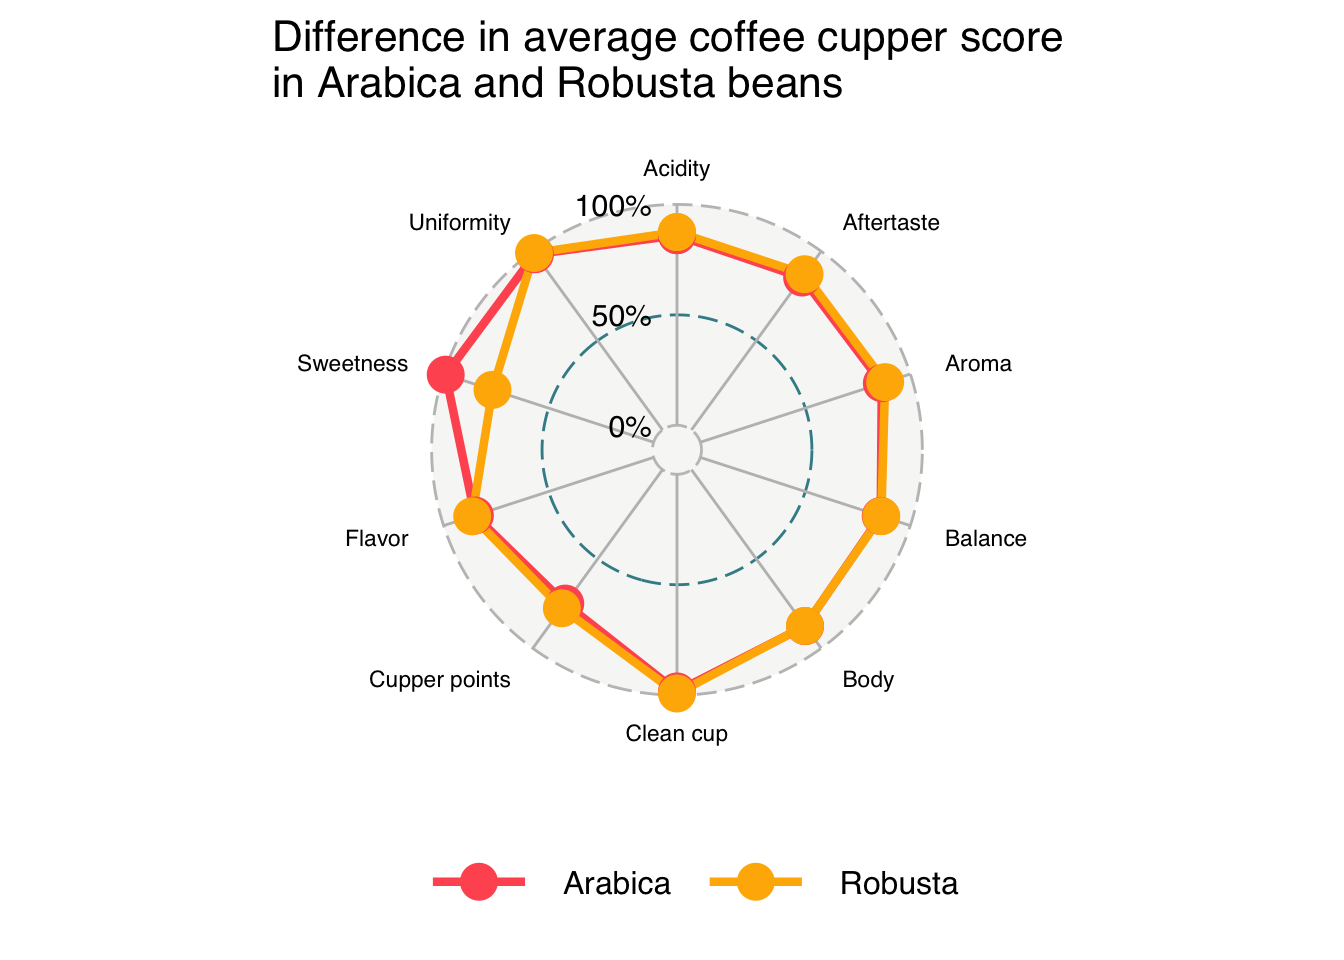 Difference in average coffee cupper score
in Arabica and Robusta beans
Acidity
100%
Uniformity
Aftertaste
50%
Sweetness
Aroma
0%
Flavor
Balance
Cupper points
Body
Clean cup
Arabica
Robusta